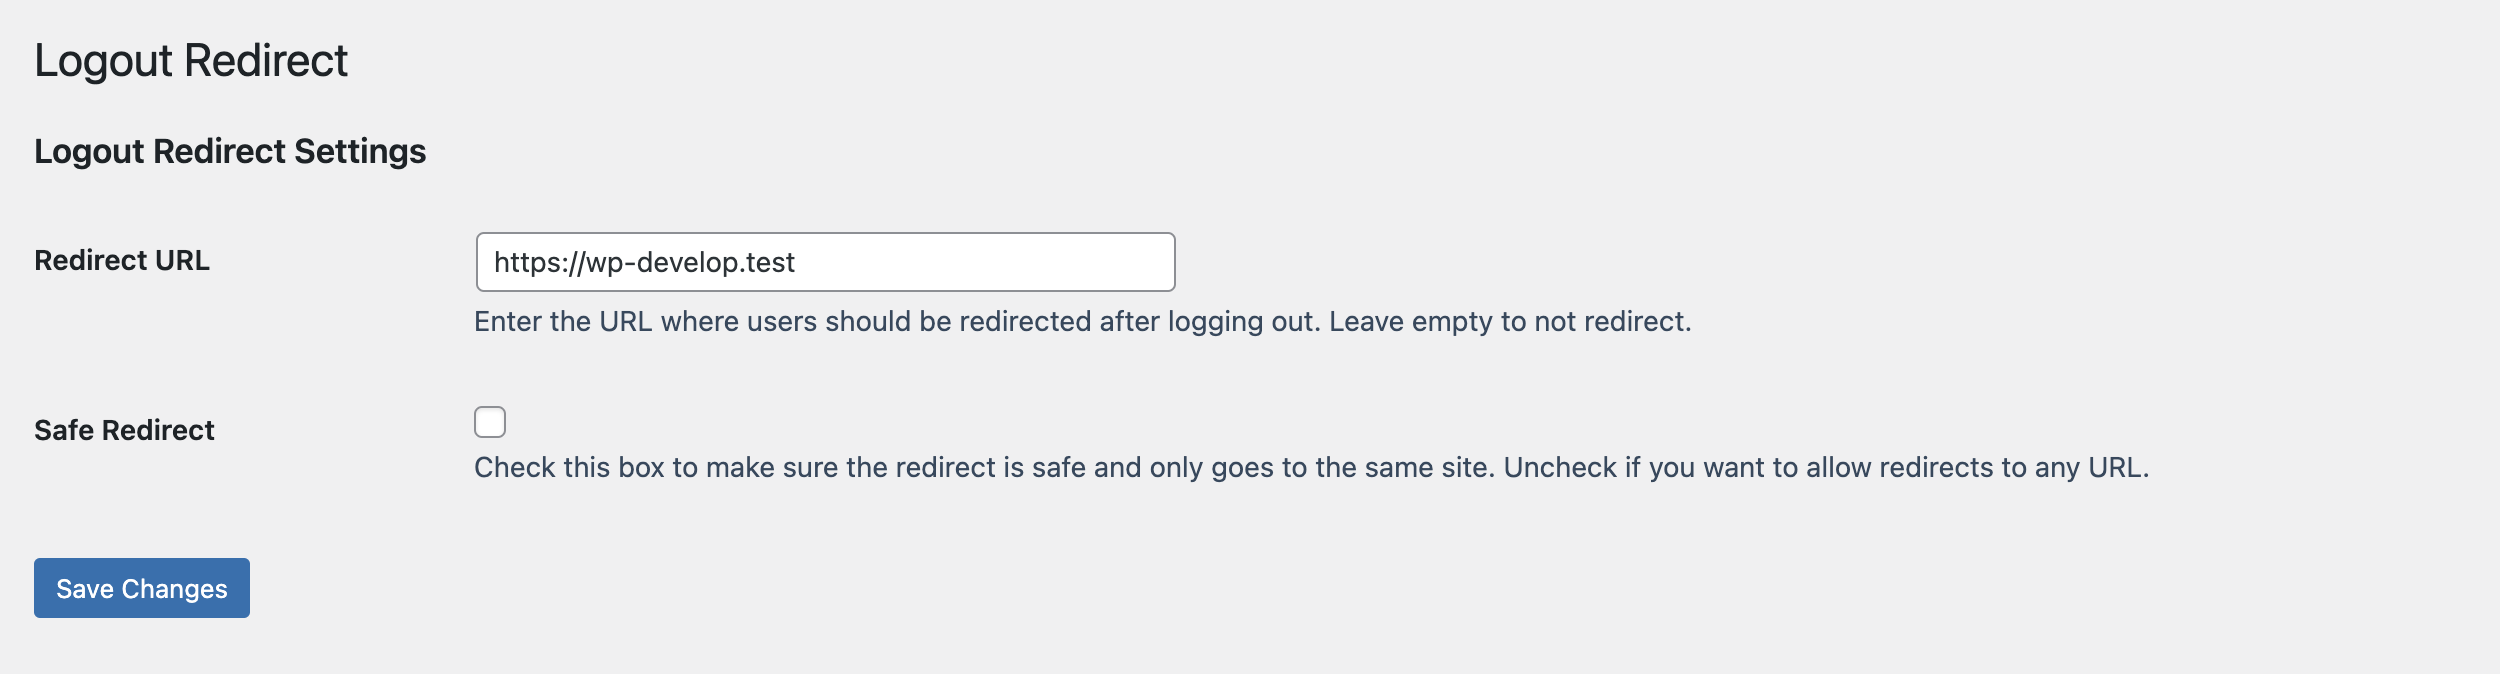 Logout Redirect
Logout Redirect Settings
Redirect URL
https://wp-develop.test
Enter the URL where users should be redirected after logging out. Leave empty to not redirect.
Safe Redirect
Check this box to make sure the redirect is safe and only goes to the same site. Uncheck if you want to allow redirects to any URL.
Save Changes